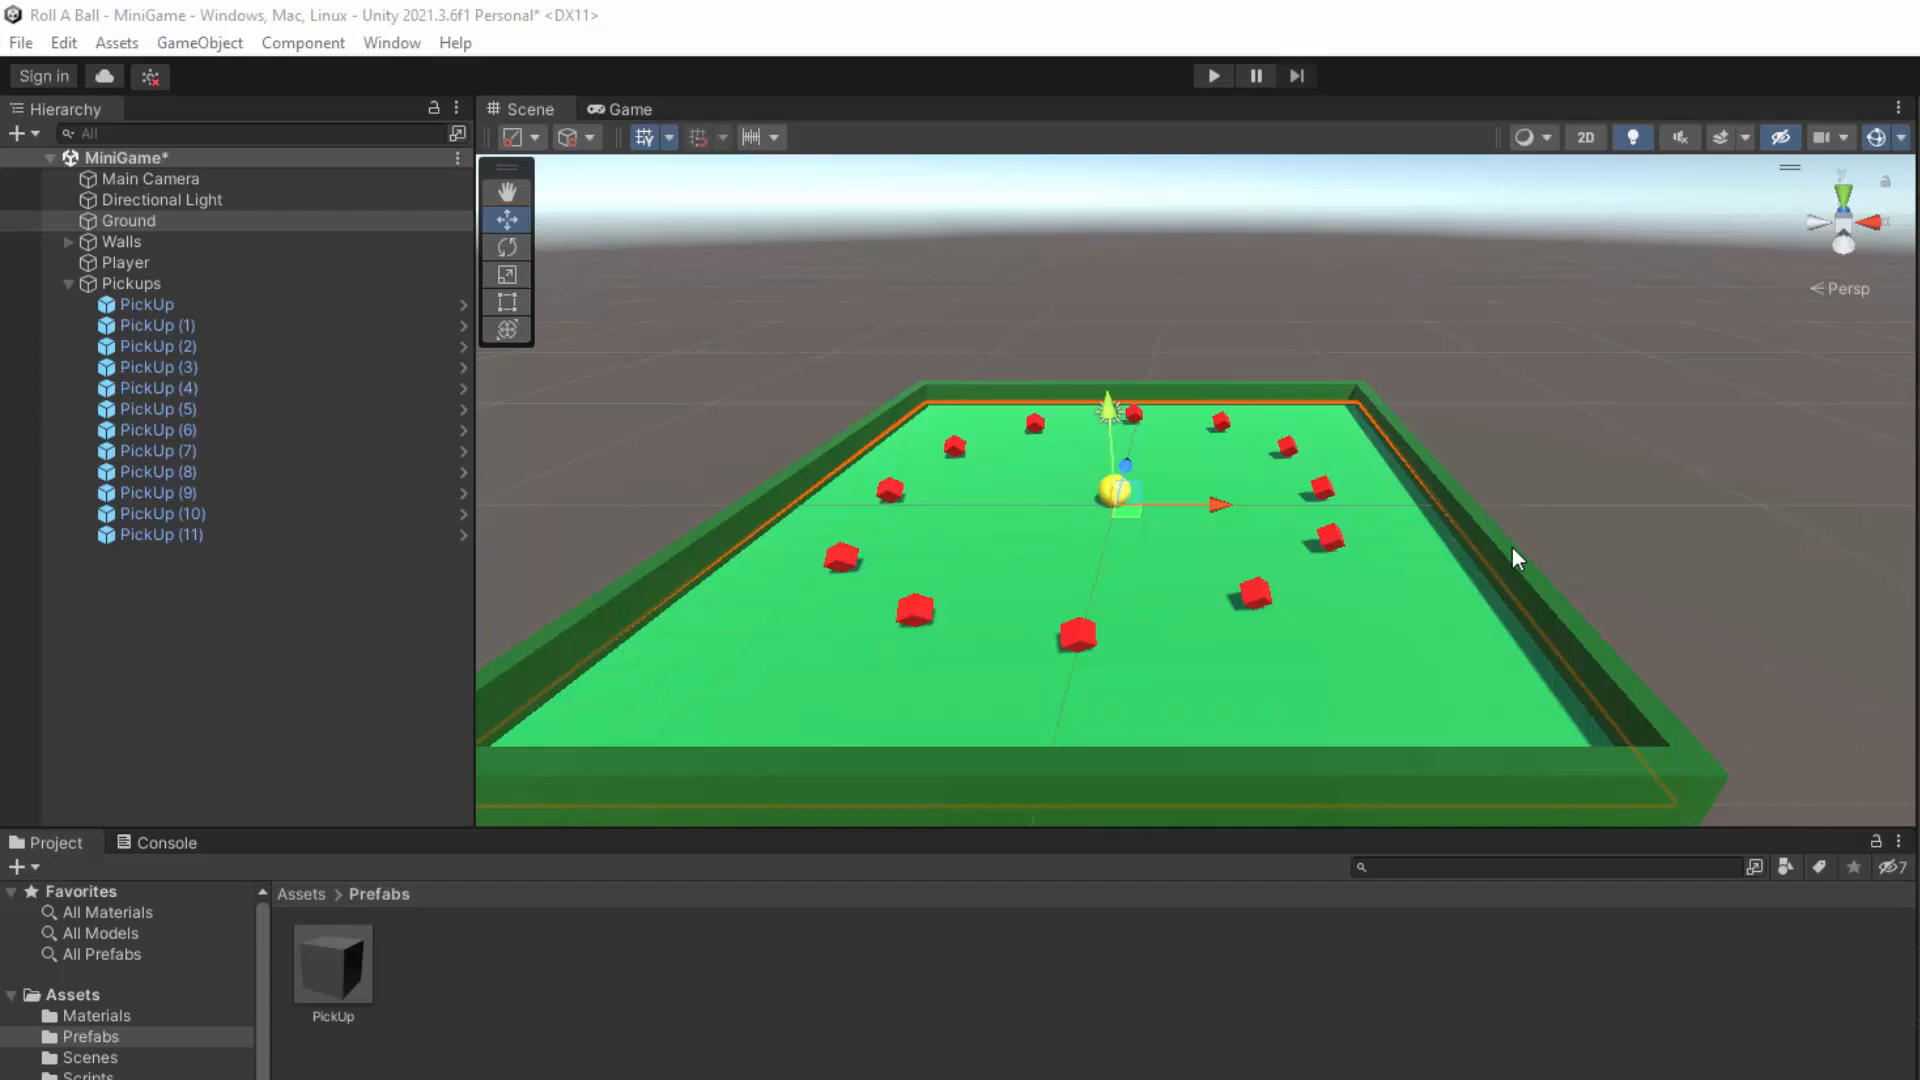 Roll A Ball - MiniGame - Windows, Mac, Linux - Unity 2021.3.6f1 Personal* <DX11>
File Edit Assets GameObject Component Window Help
Sign in
Hierarchy
Scene
Game
All
2D
MiniGame*
Main Camera
Directional Light
Ground
Walls
Player
Pickups
PickUp
PickUp (1)
PickUp (2)
PickUp (3)
PickUp (4)
PickUp (5)
PickUp (6)
PickUp (7)
PickUp (8)
PickUp (9)
PickUp (10)
PickUp (11)
y
x
Persp
Project
Console
7
Favorites
All Materials
All Models
All Prefabs
Assets
Materials
Prefabs
Scenes
Scripts
Assets > Prefabs
PickUp